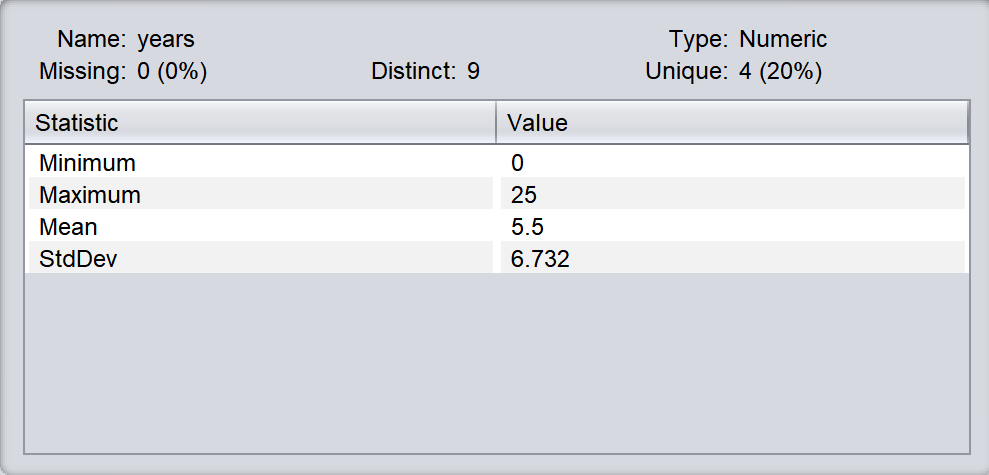 Name: years Type: Numeric
Missing: 0 (0%) Distinct: 9 Unique: 4 (20%)
Statistic Value
Minimum 0
Maximum 25
Mean 5.5
StdDev 6.732